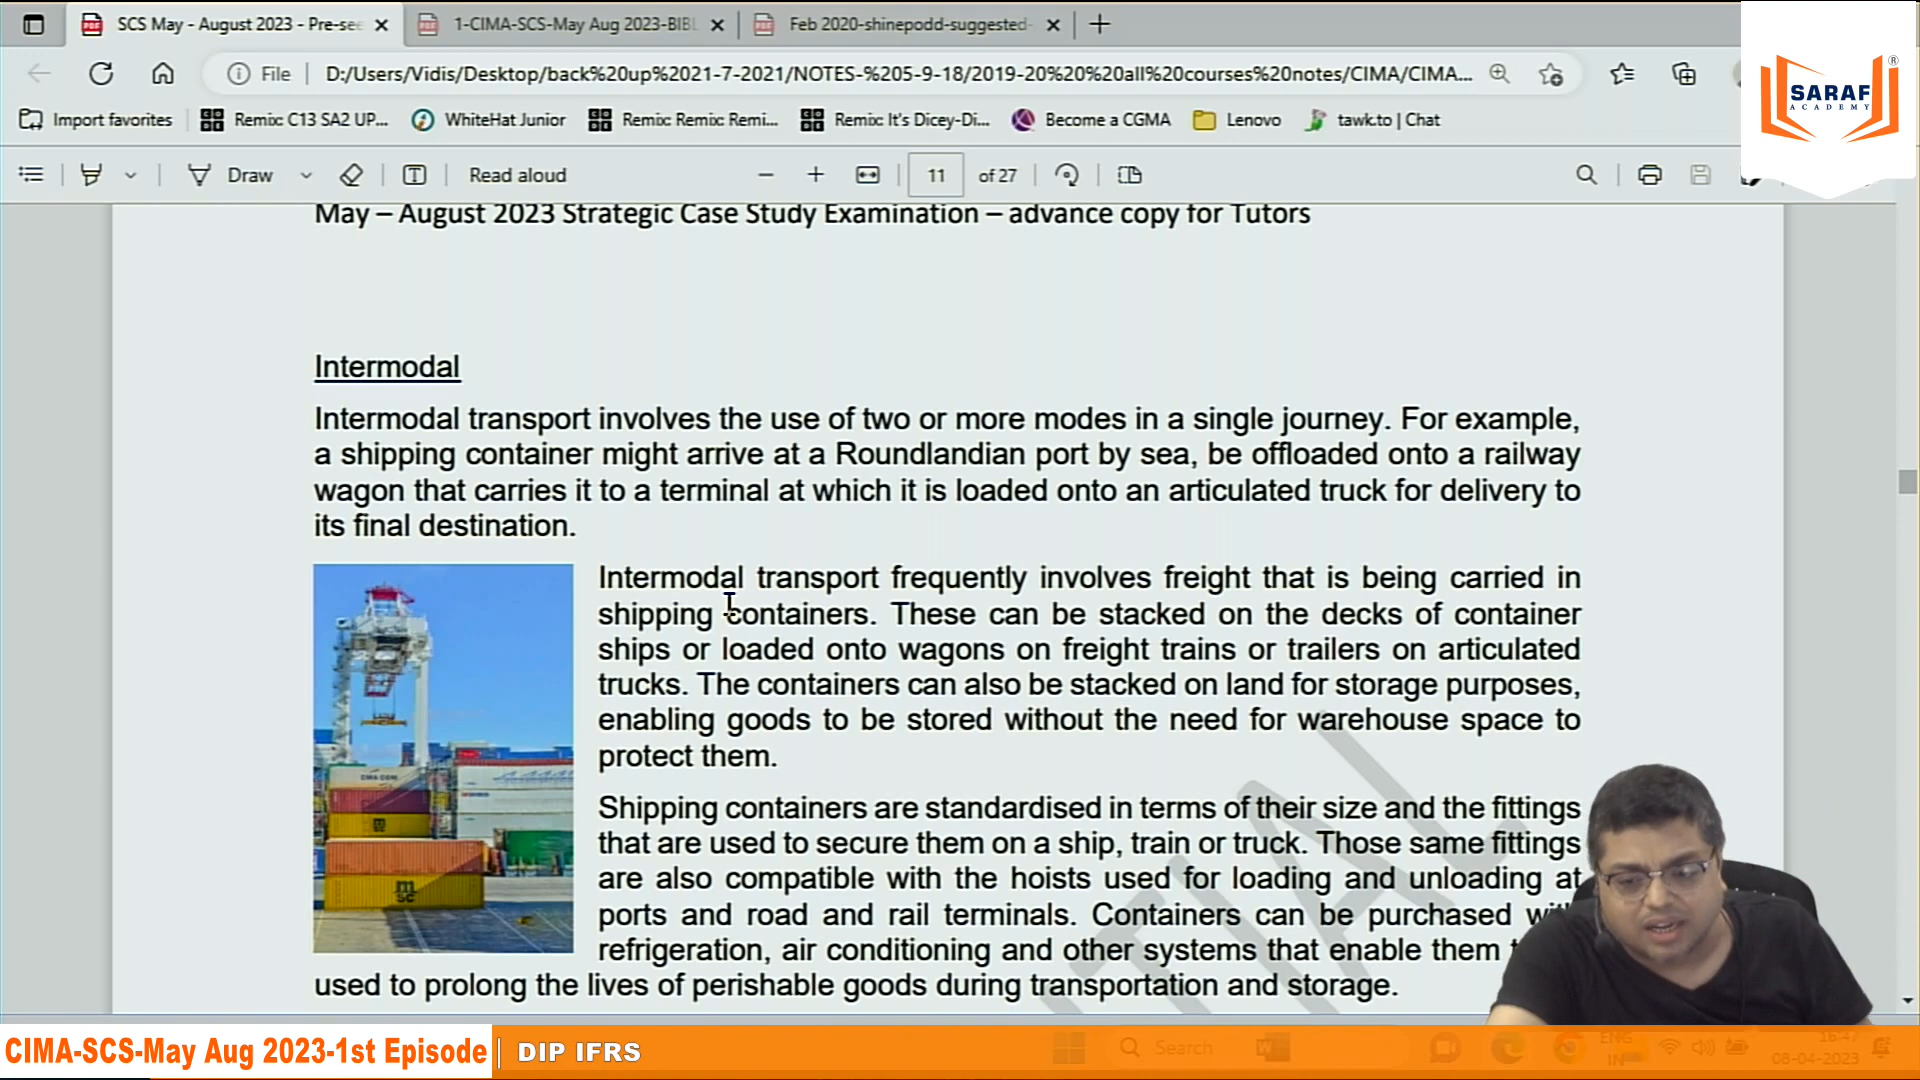 SCS May - August 2023 - Pre-see
1-CIMA-SCS-May Aug 2023-BIBL
Feb 2020-shinepodd-suggested-
File
D:/Users/Vidis/Desktop/back%20up%2021-7-2021/NOTES-%205-9-18/2019-20%20%20all%20courses%20notes/CIMA/CIMA...
SARAF
ACADEMY
®
Import favorites
Remix C13 SA2 UP...
WhiteHat Junior
Remix Remix Remi...
Remix It's Dicey-Di...
Become a CGMA
Lenovo
tawk.to | Chat
Draw
Read aloud
11 of 27
May – August 2023 Strategic Case Study Examination – advance copy for Tutors
Intermodal
Intermodal transport involves the use of two or more modes in a single journey. For example,
a shipping container might arrive at a Roundlandian port by sea, be offloaded onto a railway
wagon that carries it to a terminal at which it is loaded onto an articulated truck for delivery to
its final destination.
Intermodal transport frequently involves freight that is being carried in
shipping containers. These can be stacked on the decks of container
ships or loaded onto wagons on freight trains or trailers on articulated
trucks. The containers can also be stacked on land for storage purposes,
enabling goods to be stored without the need for warehouse space to
protect them.
Shipping containers are standardised in terms of their size and the fittings
that are used to secure them on a ship, train or truck. Those same fittings
are also compatible with the hoists used for loading and unloading at
ports and road and rail terminals. Containers can be purchased with
refrigeration, air conditioning and other systems that enable them
used to prolong the lives of perishable goods during transportation and storage.
TIAL
m
sc
CIMA-SCS-May Aug 2023-1st Episode | DIP IFRS
Search
ENG
IN
16:47
08-04-2023